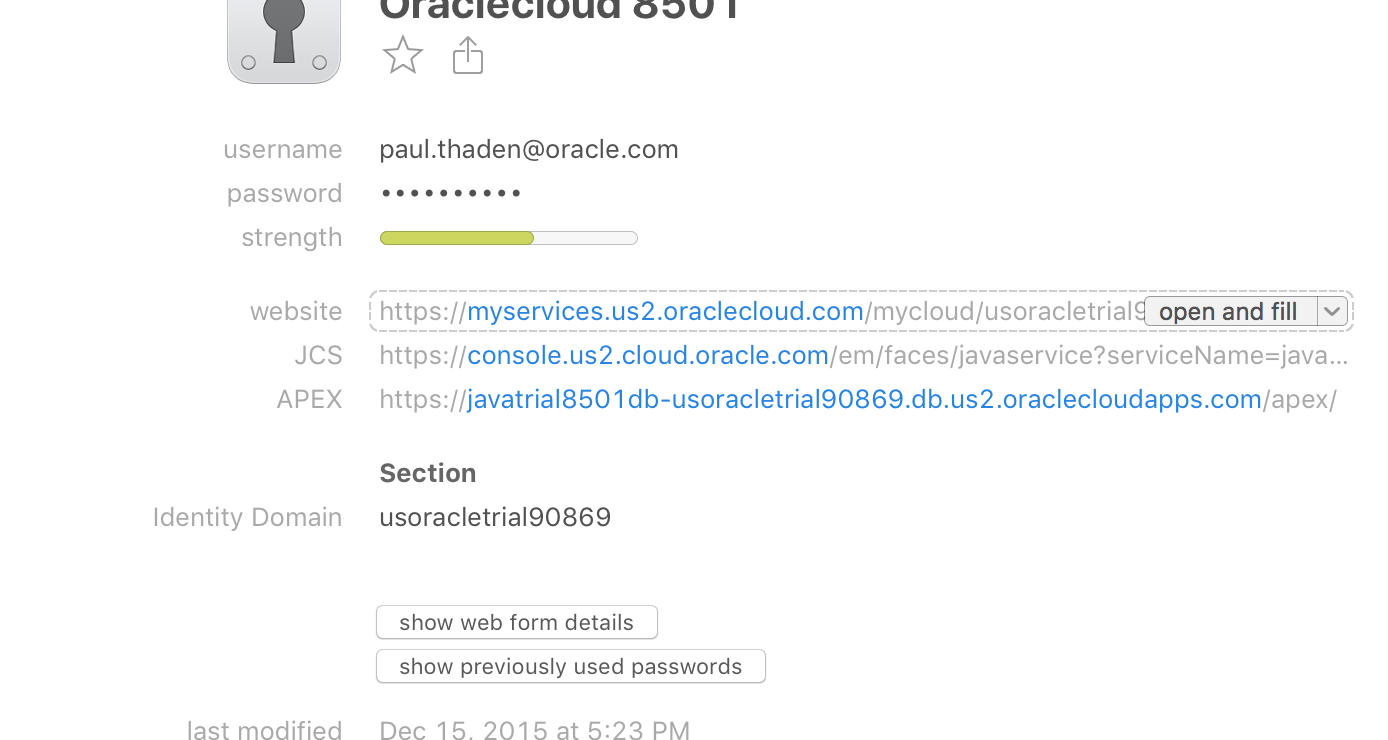 Oraclecloud 8501
username paul.thaden@oracle.com
password ••••••••••
strength
website https://myservices.us2.oraclecloud.com/mycloud/usoracletrial9 open and fill
JCS https://console.us2.cloud.oracle.com/em/faces/javaservice?serviceName=java...
APEX https://javatrial8501db-usoracletrial90869.db.us2.oraclecloudapps.com/apex/
Section
Identity Domain usoracletrial90869
show web form details
show previously used passwords
last modified Dec 15, 2015 at 5:23 PM